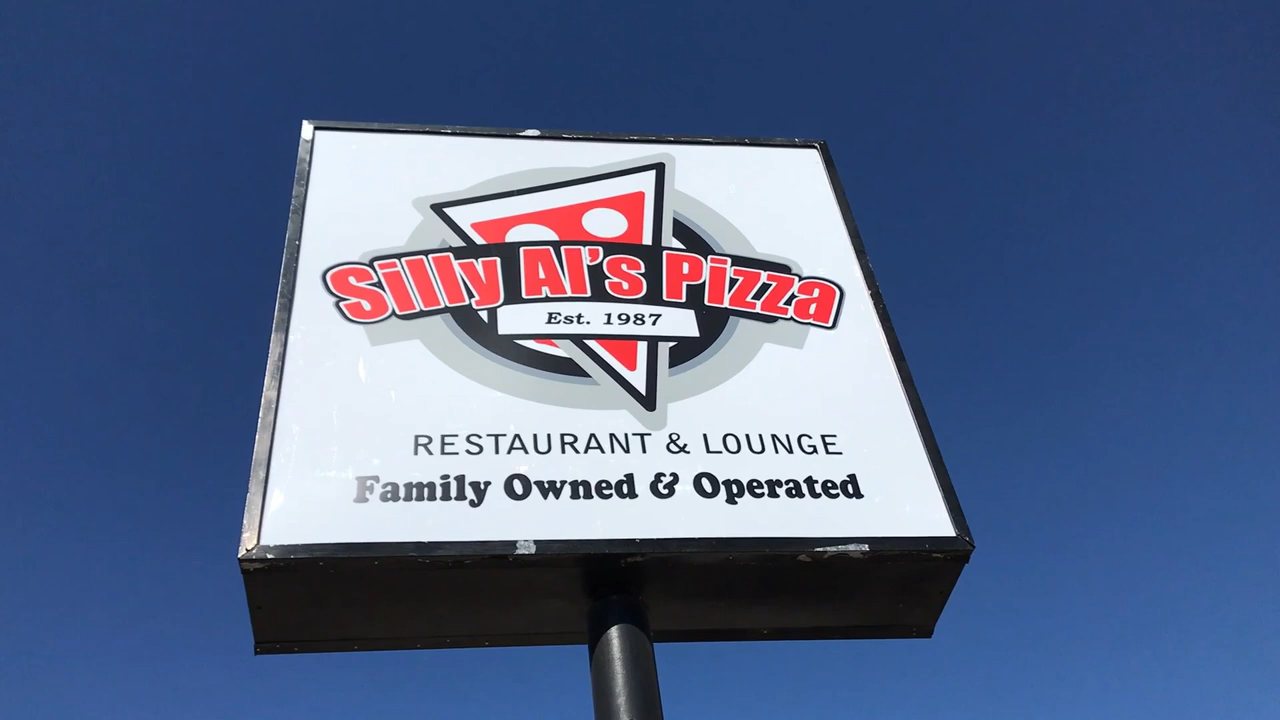 Silly Al's Pizza
Est. 1987
RESTAURANT & LOUNGE
Family Owned & Operated